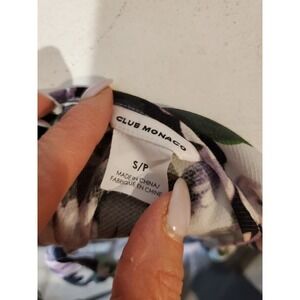 CLUB MONACO
S/P
MADE IN CHINA/
FABRIQUÉ EN CHINE